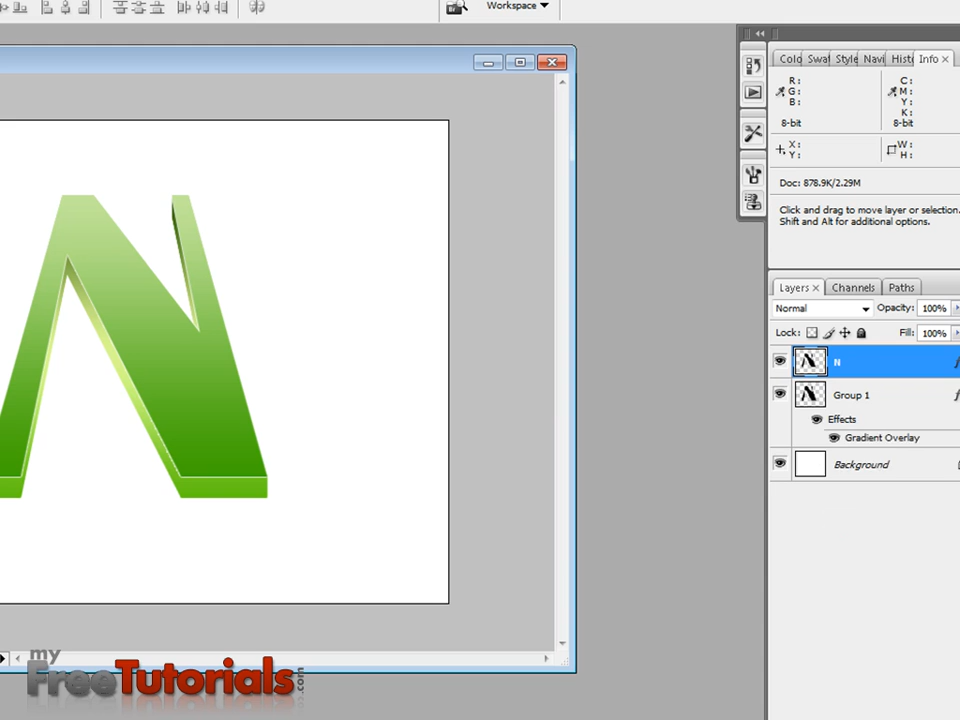 Workspace
Colo
Swat
Style
Navi
Histo
Info
R:
G:
B:
C:
M:
Y:
K:
8-bit
8-bit
X:
Y:
W:
H:
Doc: 878.9K/2.29M
Click and drag to move layer or selection.
Shift and Alt for additional options.
Layers
Channels
Paths
Normal
Opacity: 100%
Lock:
Fill: 100%
N
Group 1
Effects
Gradient Overlay
Background
N
my
FreeTutorials
.com